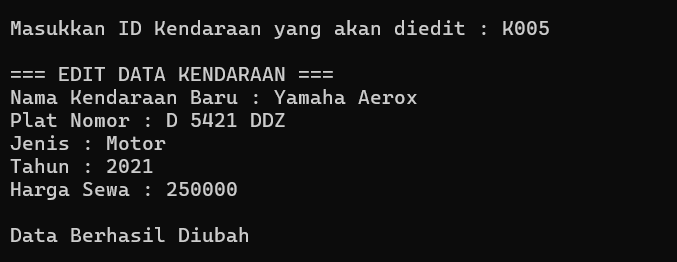 Masukkan ID Kendaraan yang akan diedit : K005
=== EDIT DATA KENDARAAN ===
Nama Kendaraan Baru : Yamaha Aerox
Plat Nomor : D 5421 DDZ
Jenis : Motor
Tahun : 2021
Harga Sewa : 250000
Data Berhasil Diubah